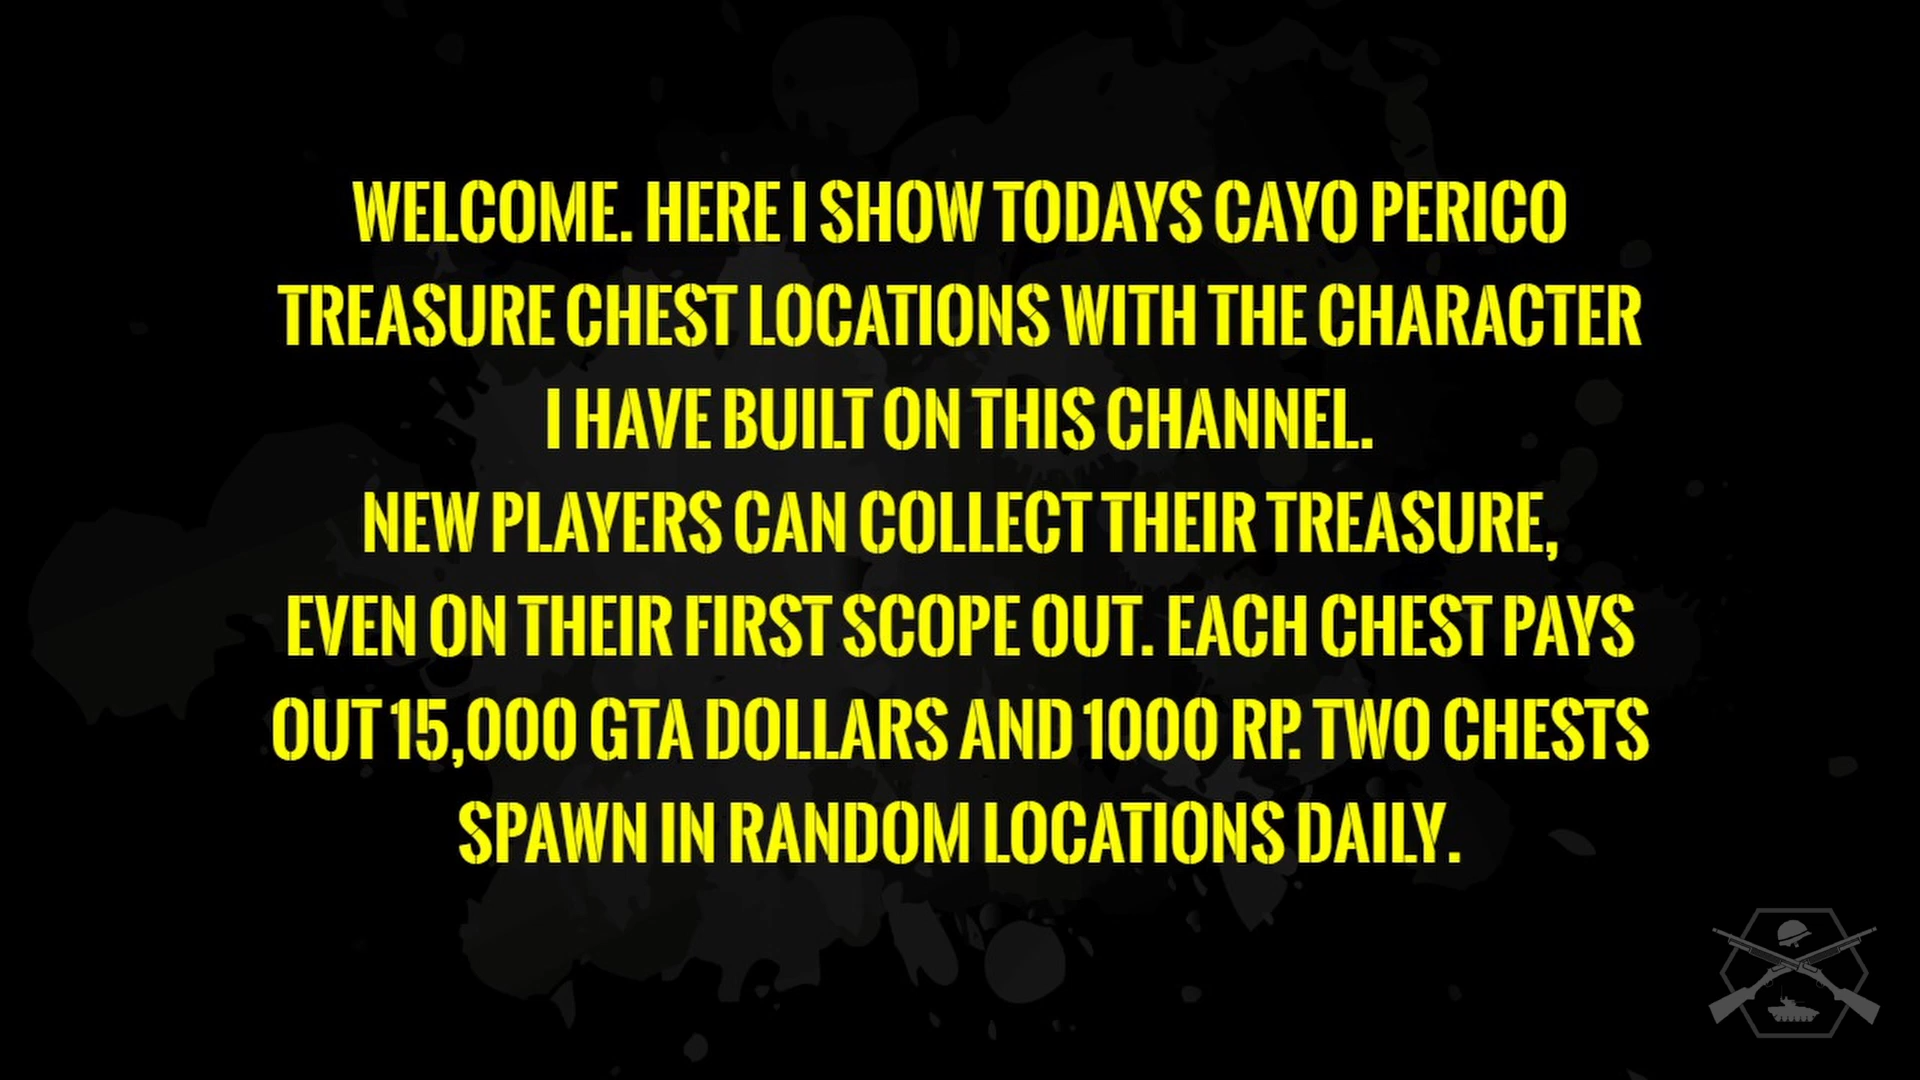 WELCOME. HERE I SHOW TODAYS CAYO PERICO
TREASURE CHEST LOCATIONS WITH THE CHARACTER
I HAVE BUILT ON THIS CHANNEL.
NEW PLAYERS CAN COLLECT THEIR TREASURE,
EVEN ON THEIR FIRST SCOPE OUT. EACH CHEST PAYS
OUT 15,000 GTA DOLLARS AND 1000 RP. TWO CHESTS
SPAWN IN RANDOM LOCATIONS DAILY.